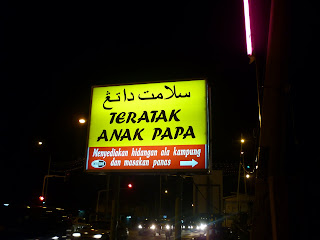 سلامت داتڠ
TERATAK
ANAK PAPA
Menyediakan hidangan ala kampung
dan masakan panas